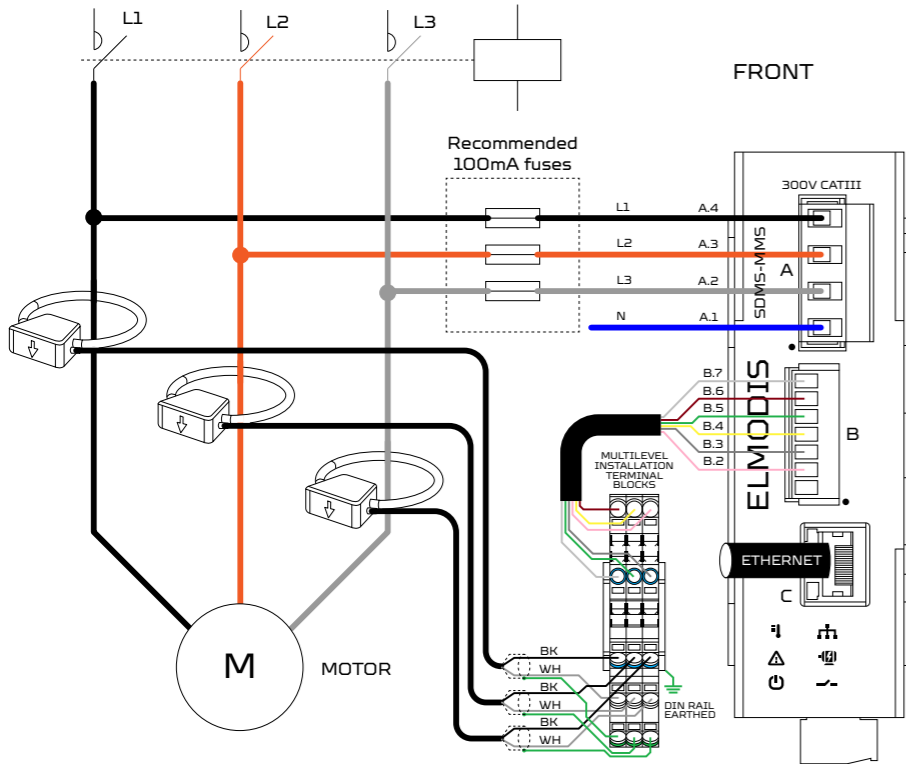 L1
L2
L3
FRONT
Recommended
100mA fuses
300V CATIII
L1
A.4
L2
A.3
L3
A.2
N
A.1
A
SDMS-MMS
ELMODIS
B.7
B.6
B.5
B.4
B.3
B.2
B
MULTILEVEL
INSTALLATION
TERMINAL
BLOCKS
ETHERNET
C
M
MOTOR
BK
WH
BK
WH
BK
WH
DIN RAIL
EARTHED